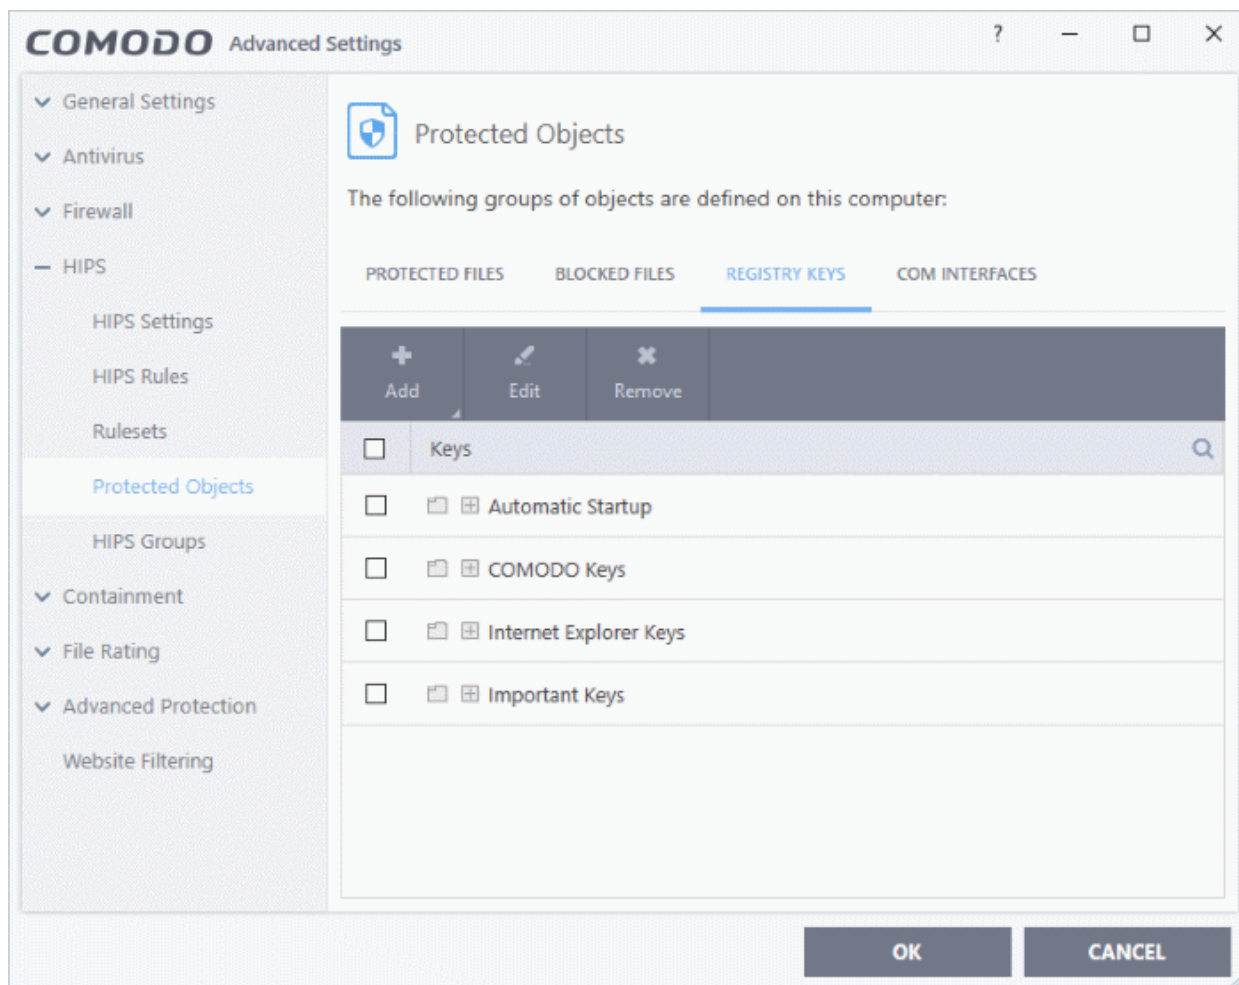 COMODO Advanced Settings ?
General Settings
Antivirus
Firewall
HIPS
HIPS Settings
HIPS Rules
Rulesets
Protected Objects
HIPS Groups
Containment
File Rating
Advanced Protection
Website Filtering
Protected Objects
The following groups of objects are defined on this computer:
PROTECTED FILES BLOCKED FILES REGISTRY KEYS COM INTERFACES
Add Edit Remove
Keys
Automatic Startup
COMODO Keys
Internet Explorer Keys
Important Keys
OK CANCEL